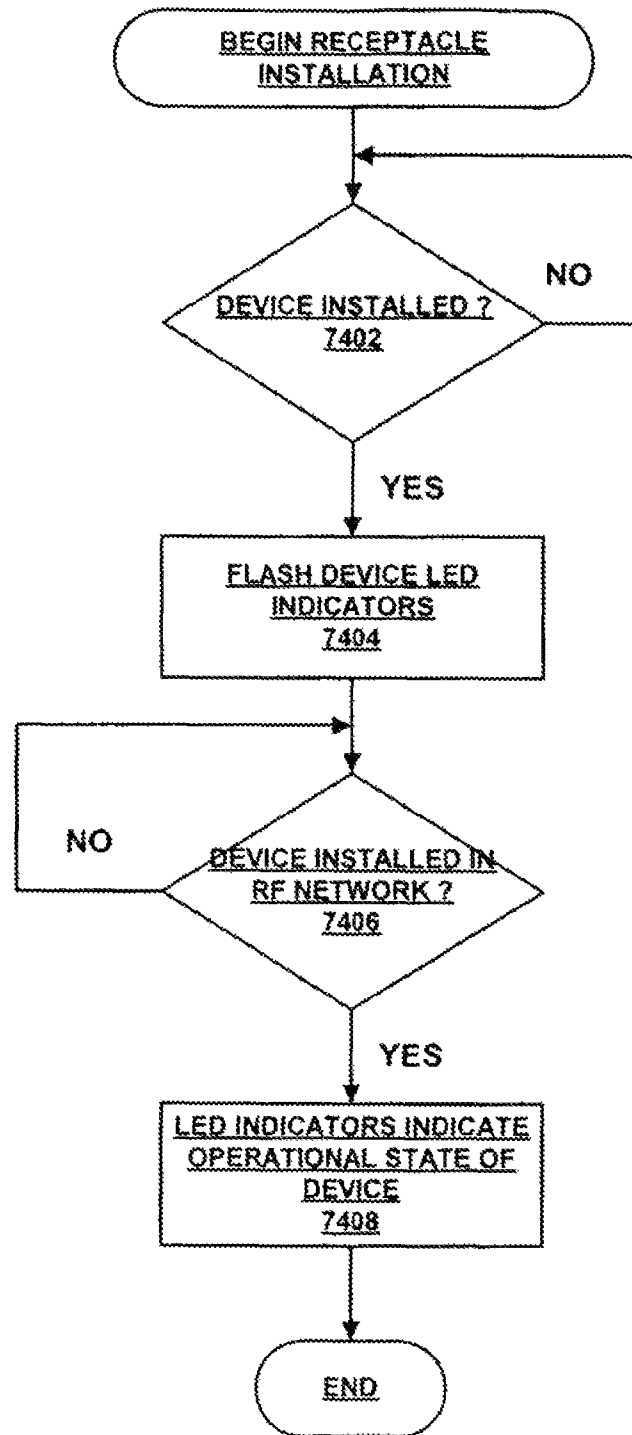 BEGIN RECEPTACLE
INSTALLATION
NO
DEVICE INSTALLED ?
7402
YES
FLASH DEVICE LED
INDICATORS
7404
NO
DEVICE INSTALLED IN
RF NETWORK ?
7406
YES
LED INDICATORS INDICATE
OPERATIONAL STATE OF
DEVICE
7408
END